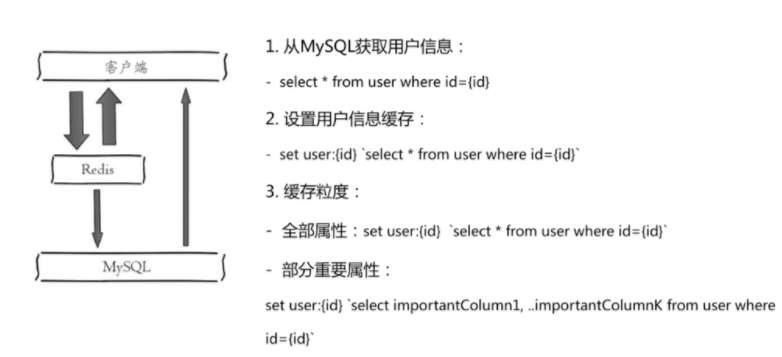 客户端
Redis
MySQL
1. 从MySQL获取用户信息：
- select * from user where id={id}
2. 设置用户信息缓存：
- set user:{id} `select * from user where id={id}`
3. 缓存粒度：
- 全部属性：set user:{id} `select * from user where id={id}`
- 部分重要属性：
set user:{id} `select importantColumn1, ..importantColumnK from user where
id={id}`